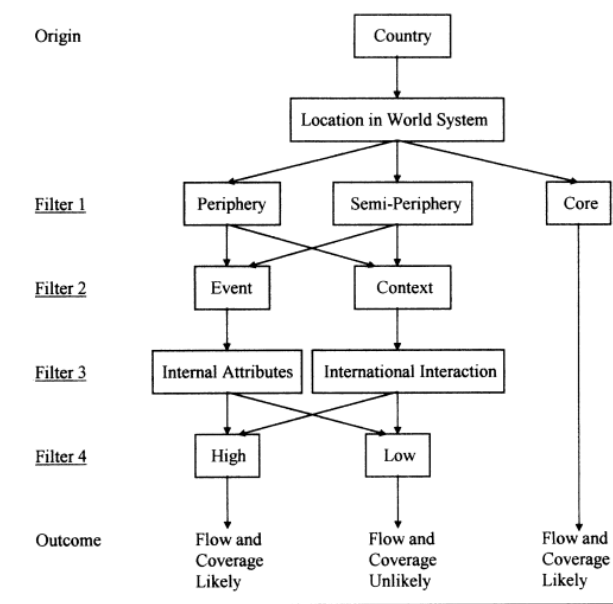 Origin
Country
Location in World System
Filter 1
Periphery
Semi-Periphery
Core
Filter 2
Event
Context
Filter 3
Internal Attributes
International Interaction
Filter 4
High
Low
Outcome
Flow and
Coverage
Likely
Flow and
Coverage
Unlikely
Flow and
Coverage
Likely